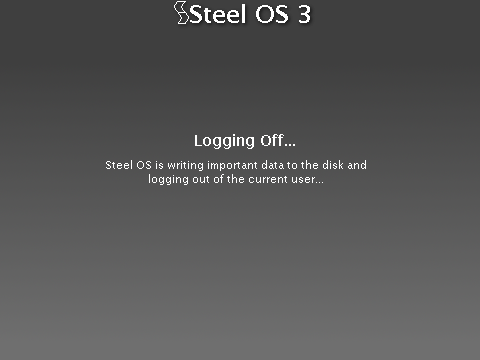 Steel OS 3
Logging Off...
Steel OS is writing important data to the disk and
logging out of the current user...